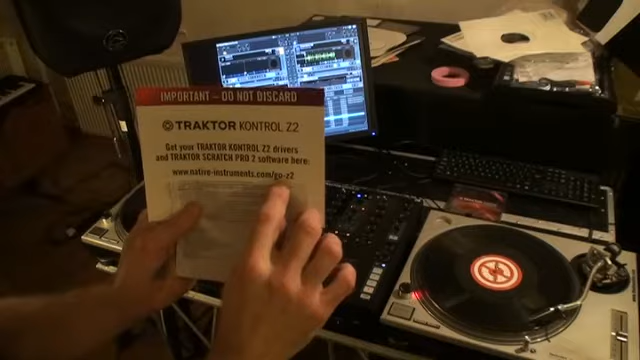 IMPORTANT – DO NOT DISCARD
TRAKTOR KONTROL Z2
Get your TRAKTOR KONTROL Z2 drivers
and TRAKTOR SCRATCH PRO 2 software here:
www.native-instruments.com/go-z2